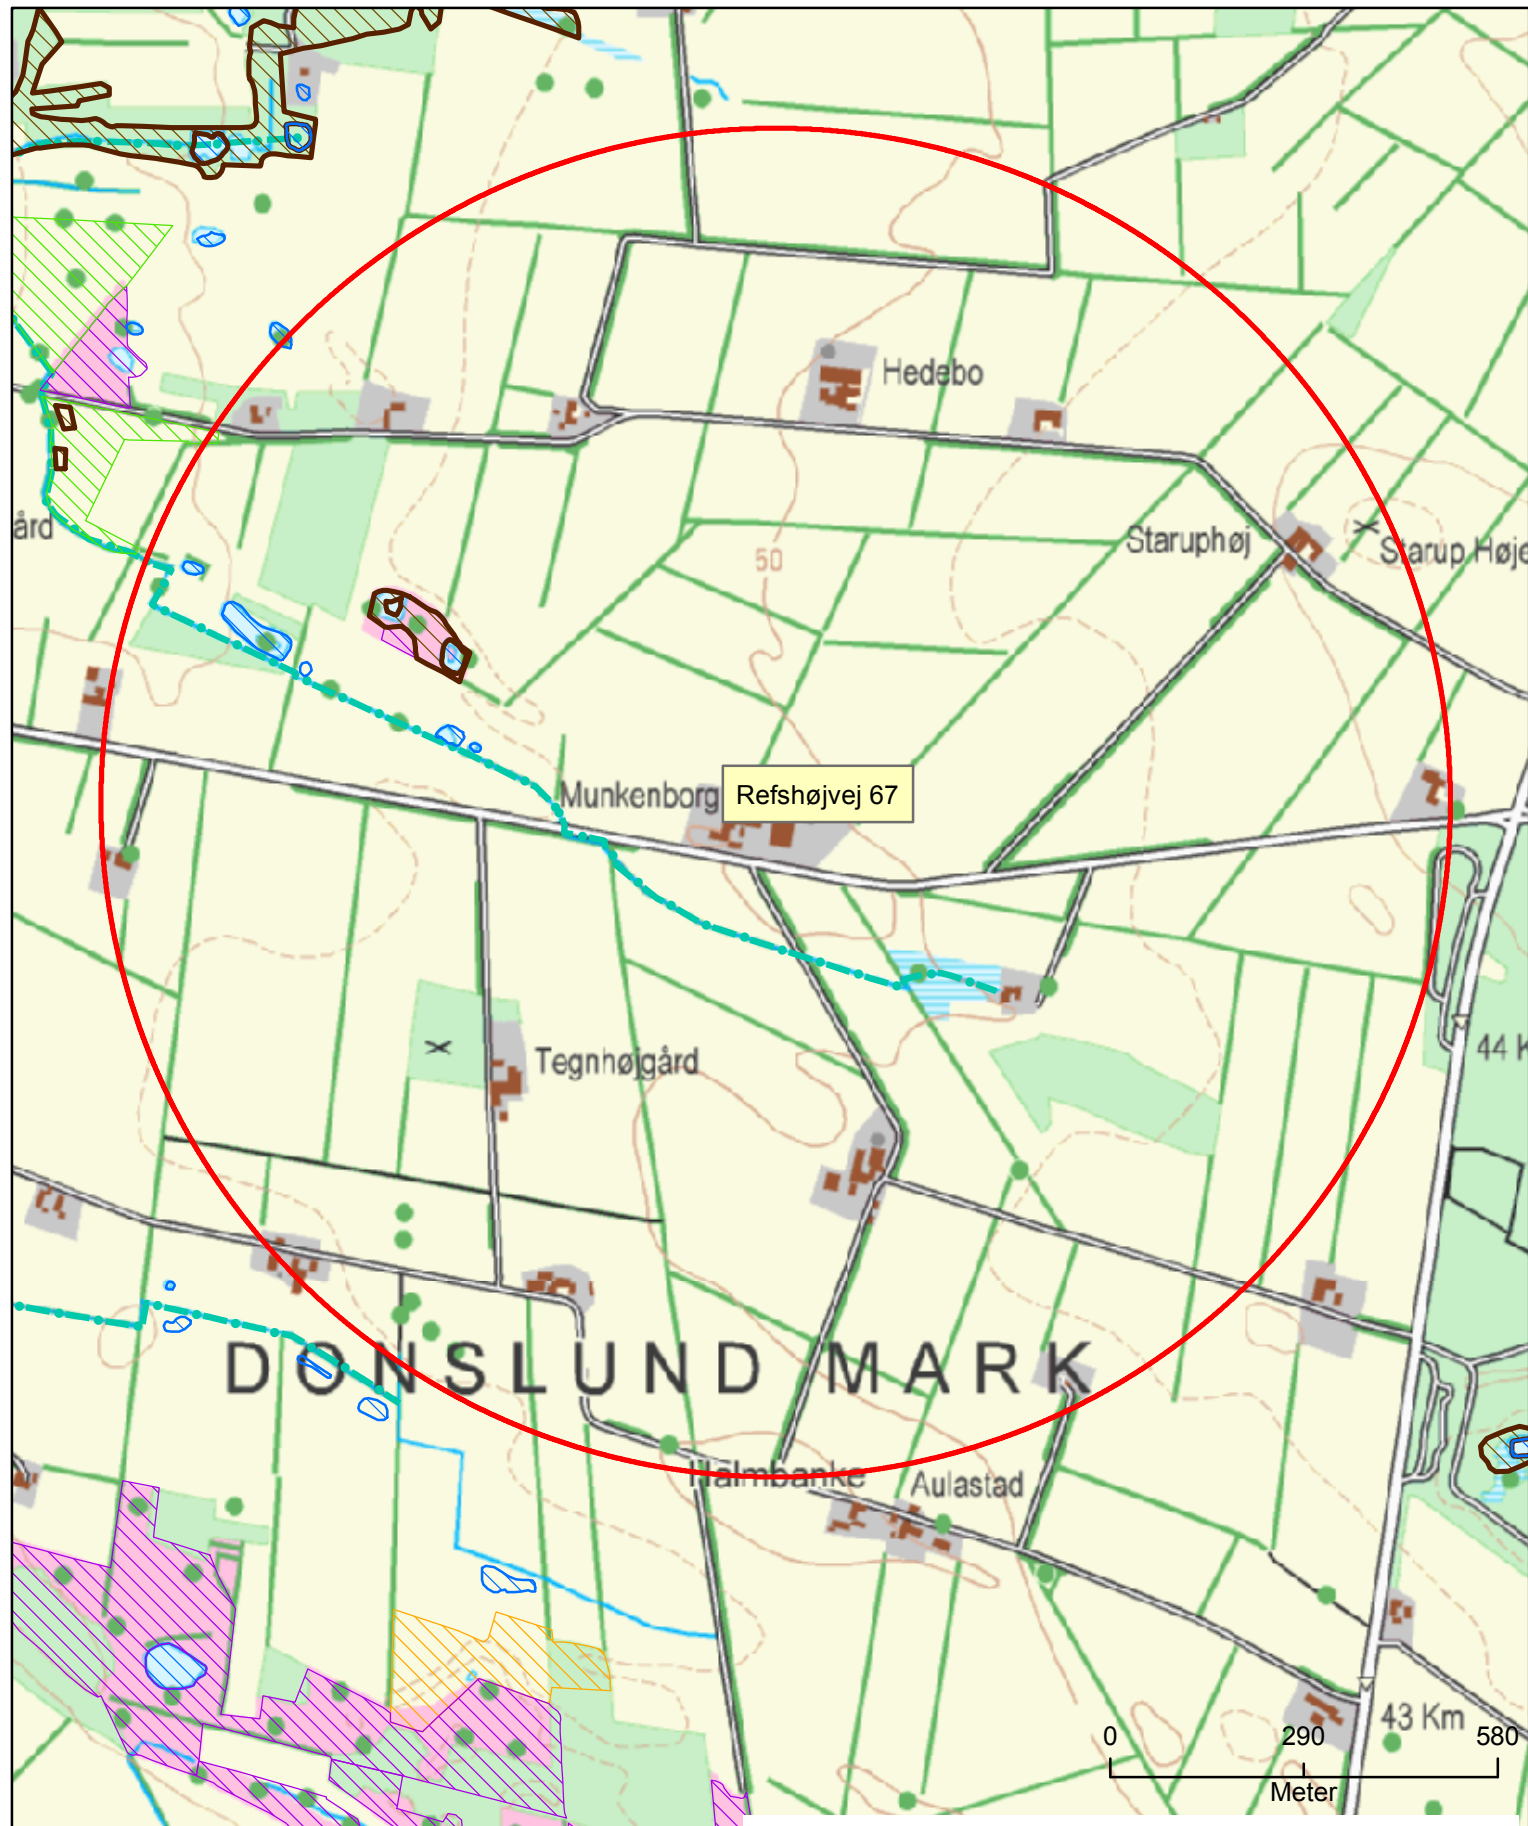 Hedebo
ård
Staruphøj
Starup Høje
50
Munkenborg
Refshøjvej 67
Tegnhøjgård
44 K
DONSLUND MARK
Halmbanke
Aulastad
43 Km
0 290 580
Meter